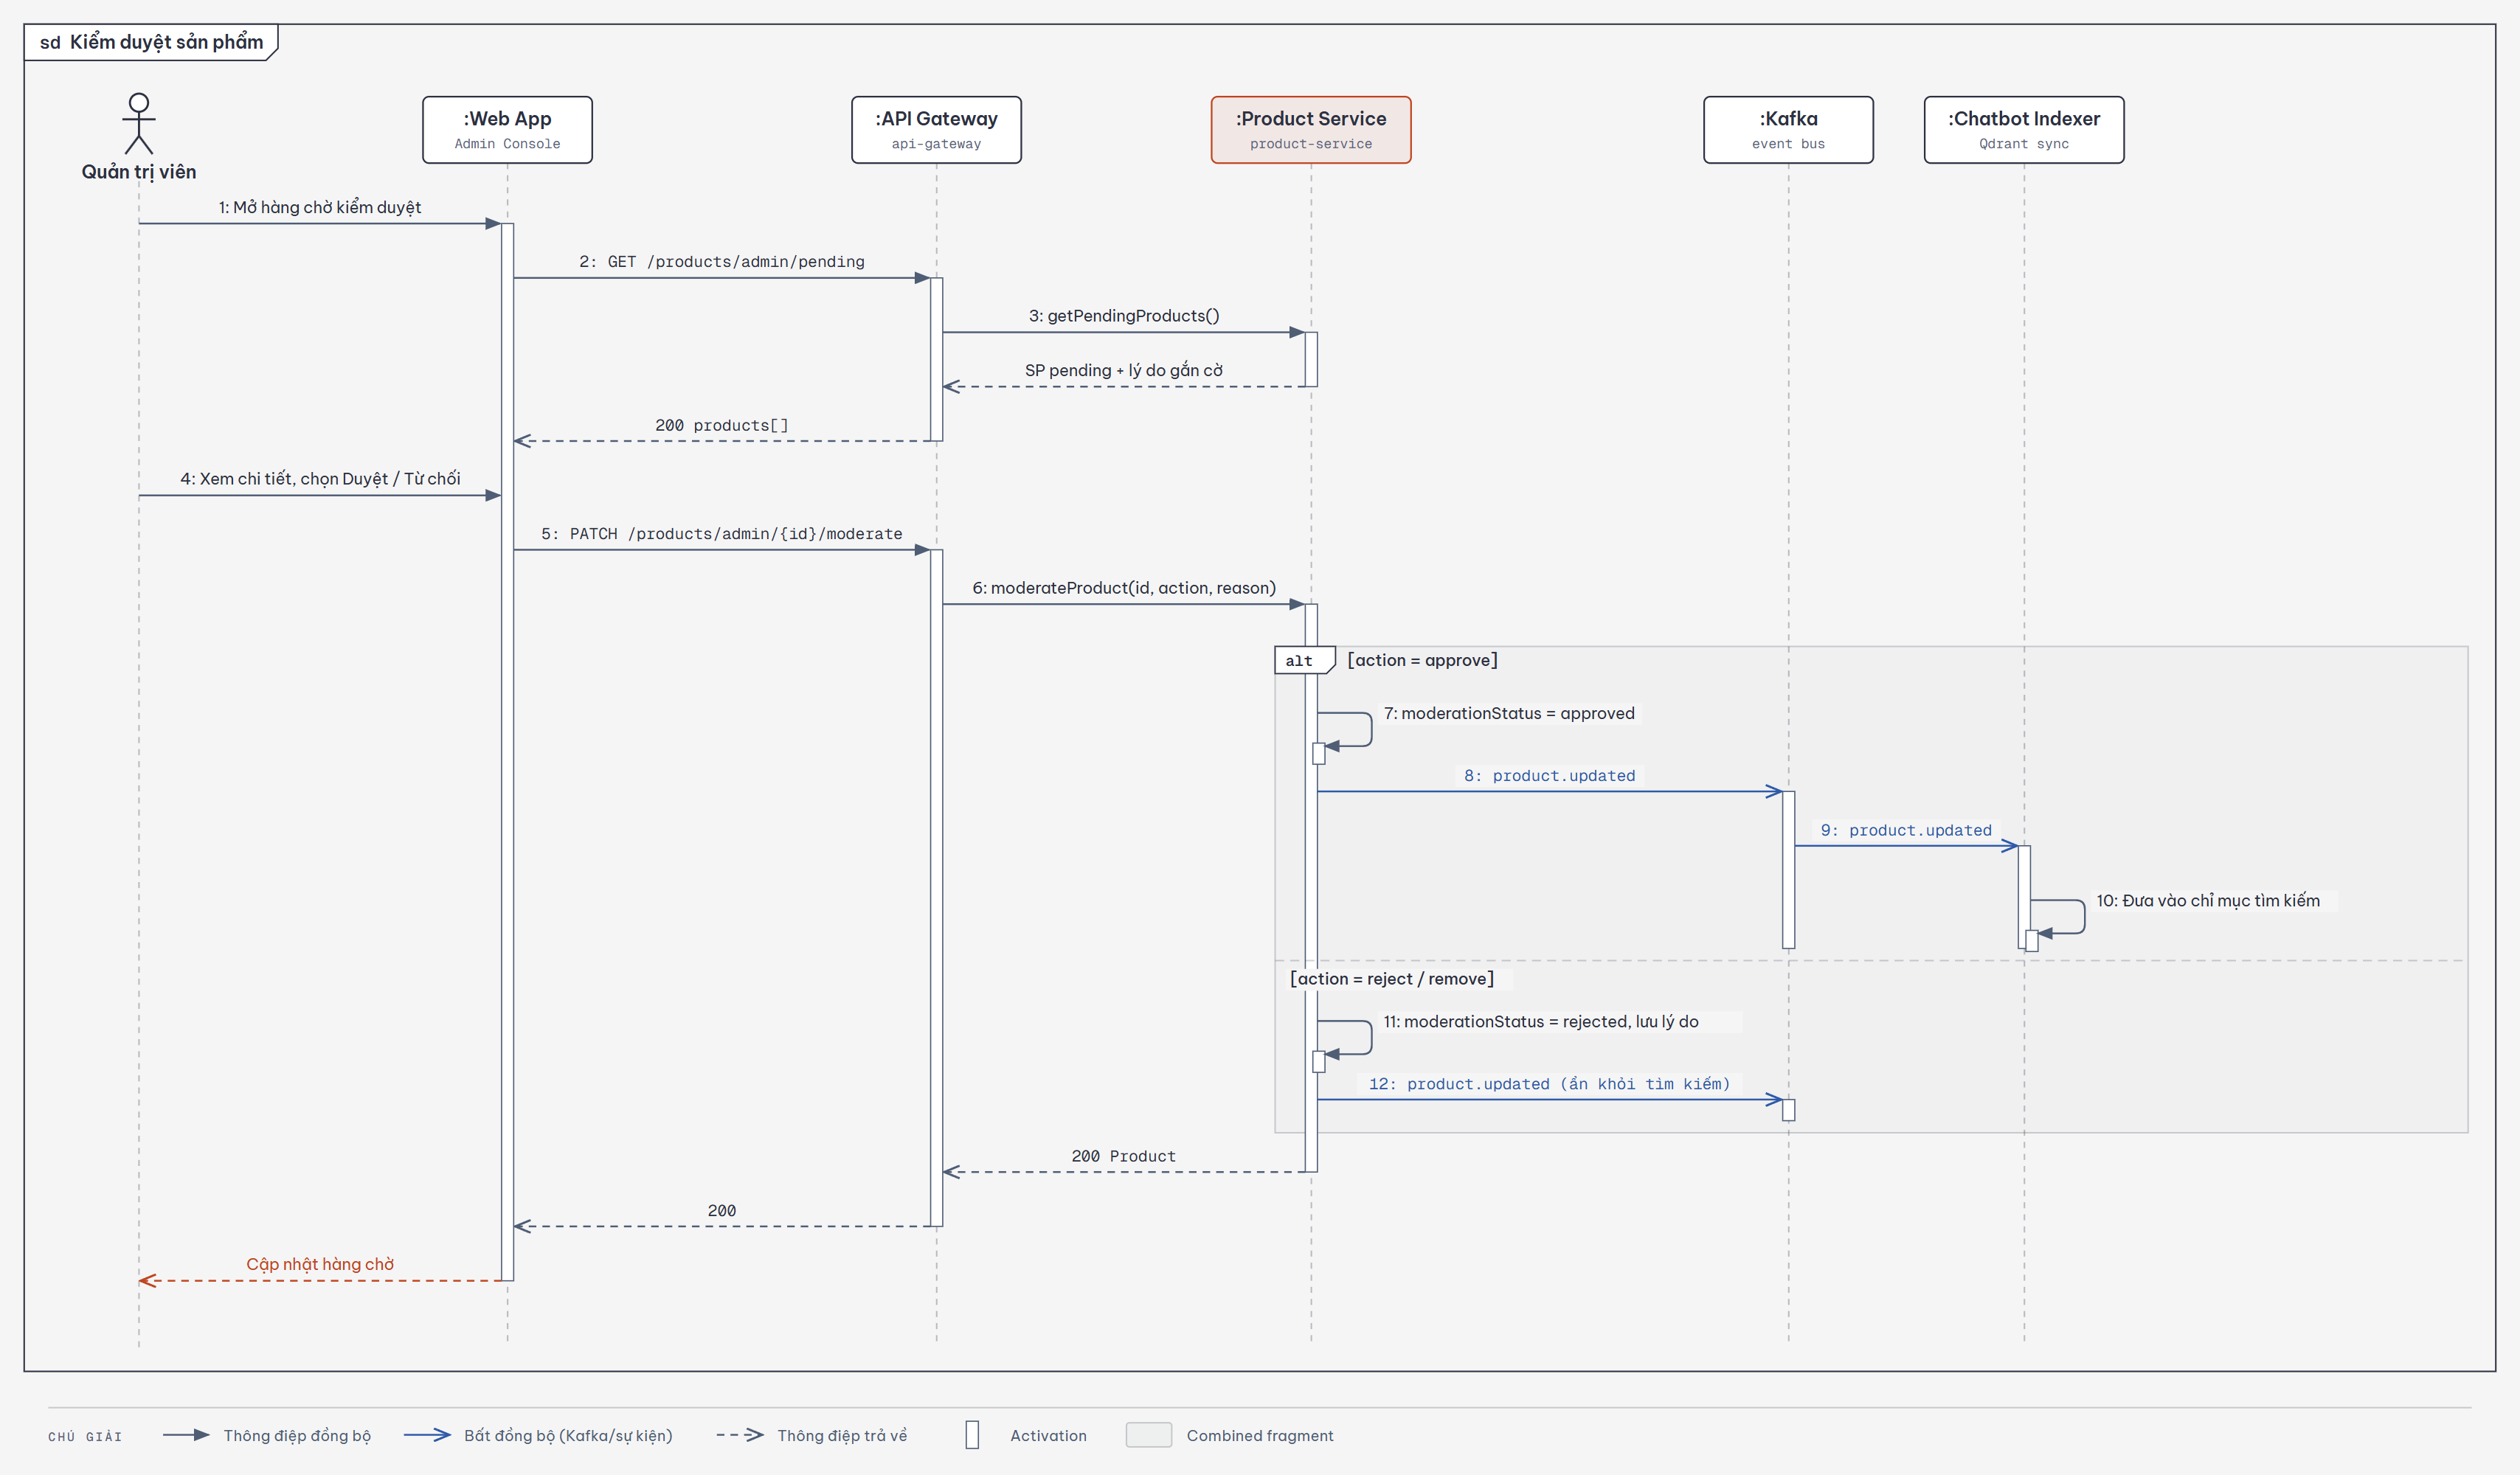 sd Kiểm duyệt sản phẩm
Quản trị viên
:Web App
Admin Console
:API Gateway
api-gateway
:Product Service
product-service
:Kafka
event bus
:Chatbot Indexer
Qdrant sync
1: Mở hàng chờ kiểm duyệt
2: GET /products/admin/pending
3: getPendingProducts()
SP pending + lý do gắn cờ
200 products[]
4: Xem chi tiết, chọn Duyệt / Từ chối
5: PATCH /products/admin/{id}/moderate
6: moderateProduct(id, action, reason)
alt [action = approve]
7: moderationStatus = approved
8: product.updated
9: product.updated
10: Đưa vào chỉ mục tìm kiếm
[action = reject / remove]
11: moderationStatus = rejected, lưu lý do
12: product.updated (ẩn khỏi tìm kiếm)
200 Product
200
Cập nhật hàng chờ
CHÚ GIẢI
Thông điệp đồng bộ
Bất đồng bộ (Kafka/sự kiện)
Thông điệp trả về
Activation
Combined fragment